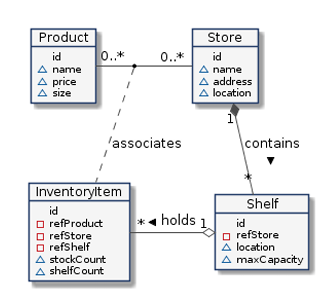 Product
id
name
price
size
0..*
0..*
Store
id
name
address
location
1
contains
*
associates
InventoryItem
id
refProduct
refStore
refShelf
stockCount
shelfCount
*
holds
1
Shelf
id
refStore
location
maxCapacity